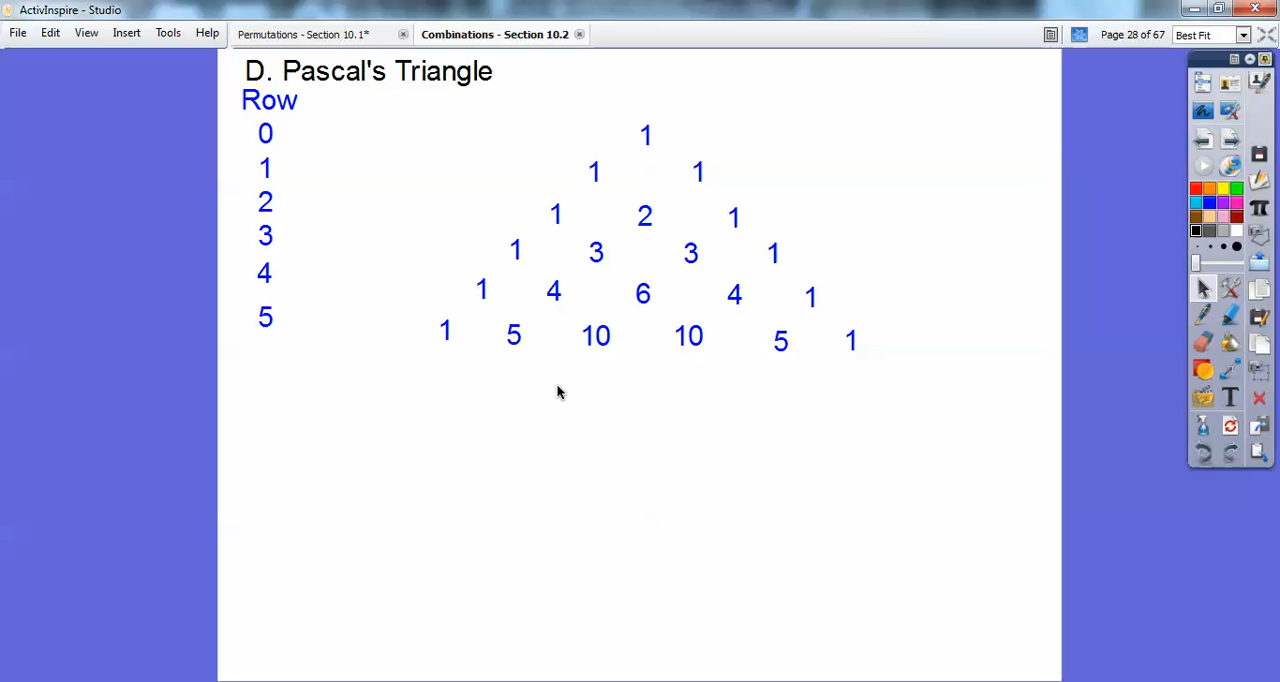 ActivInspire - Studio
File Edit View Insert Tools Help
Permutations - Section 10.1* Combinations - Section 10.2 Page 28 of 67 Best Fit
D. Pascal's Triangle
Row
0 1
1 1 1
2 1 2 1
3 1 3 3 1
4 1 4 6 4 1
5 1 5 10 10 5 1